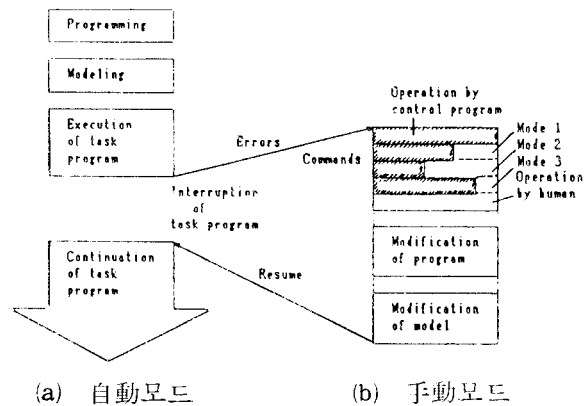 Programming
Modeling
Execution
of task
program
Errors
Commands
Interruption
of
task program
Continuation
of task
program
Resume
Operation by
control program
Mode 1
Mode 2
Mode 3
Operation
by human
Modification
of program
Modification
of model
(a) 自動모드
(b) 手動모드